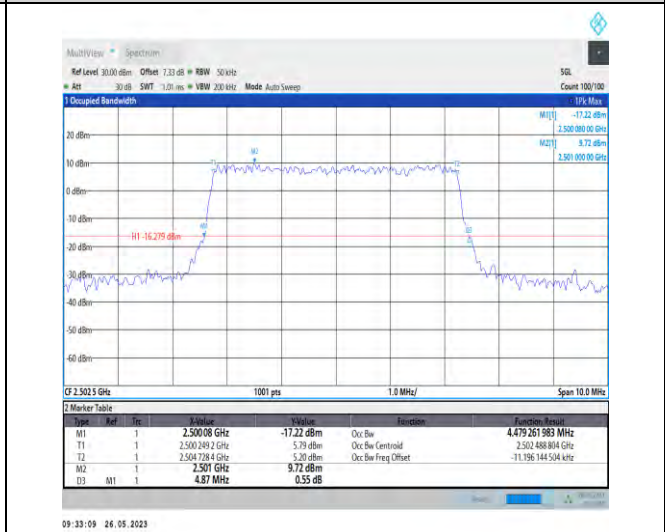 MultiView Spectrum
Ref Level 30.00 dBm Offset 7.33 dB RBW 50 kHz SGL
Att 30 dB SWT 1.01 ms VBW 200 kHz Mode Auto Sweep Count 100/100
1 Occupied Bandwidth 1Pk Max
M1[1] -17.22 dBm
2.500 080 00 GHz
M2[1] 9.72 dBm
2.501 000 00 GHz
20 dBm
M2
10 dBm
0 dBm
-10 dBm
H1 -16.279 dBm
-20 dBm
-30 dBm
-40 dBm
-50 dBm
-60 dBm
CF 2.502 5 GHz 1001 pts 1.0 MHz/ Span 10.0 MHz
2 Marker Table
Type Ref Trc X-Value Y-Value Function Function Result
M1 1 2.50008 GHz -17.22 dBm Occ Bw 4.479 261 983 MHz
T1 1 2.500 249 2 GHz 5.79 dBm Occ Bw Centroid 2.502 488 804 GHz
T2 1 2.504 728 4 GHz 5.20 dBm Occ Bw Freq Offset -11.196 144 504 kHz
M2 1 2.501 GHz 9.72 dBm
D3 M1 1 4.87 MHz 0.55 dB
09:33:09 26.05.2023